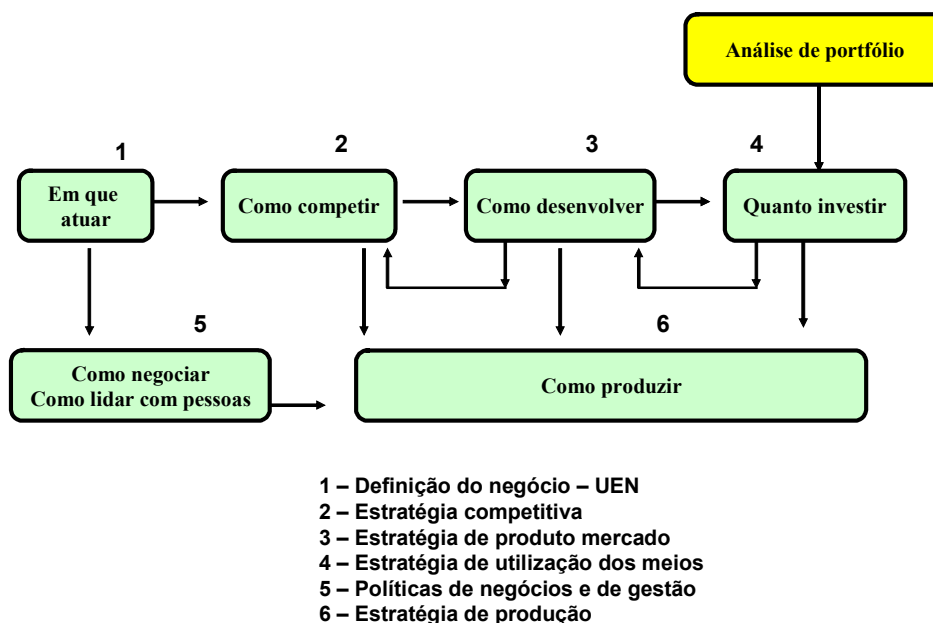 Análise de portfólio
1
2
3
4
Em que
atuar
Como competir
Como desenvolver
Quanto investir
5
6
Como negociar
Como lidar com pessoas
Como produzir
1 – Definição do negócio – UEN
2 – Estratégia competitiva
3 – Estratégia de produto mercado
4 – Estratégia de utilização dos meios
5 – Políticas de negócios e de gestão
6 – Estratégia de produção